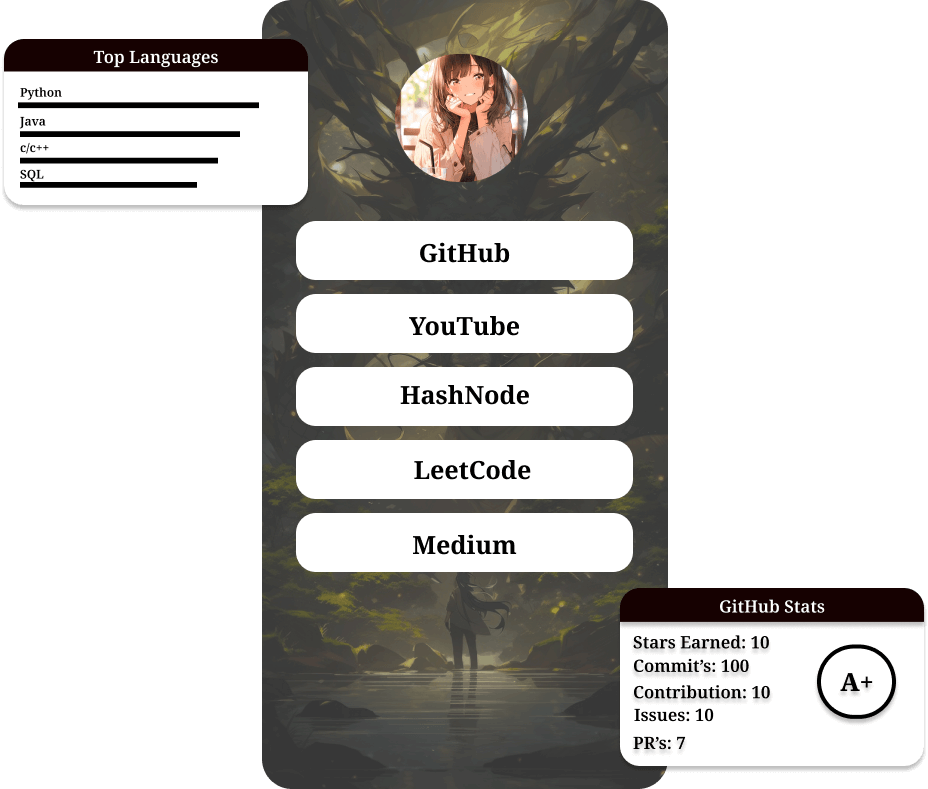 Top Languages
Python
Java
c/c++
SQL
GitHub
YouTube
HashNode
LeetCode
Medium
GitHub Stats
Stars Earned: 10
Commit’s: 100
Contribution: 10
Issues: 10
PR’s: 7
A+